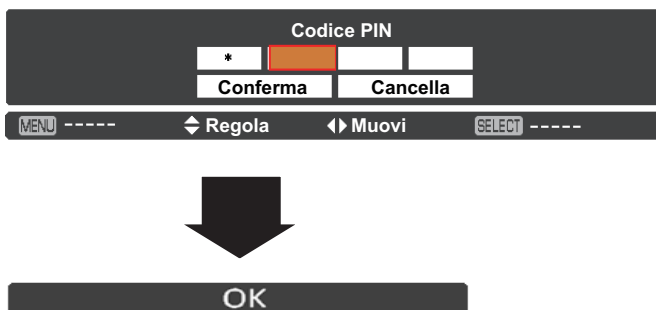 Codice PIN
*
Conferma Cancella
MENU ----- Regola Muovi SELECT -----
OK